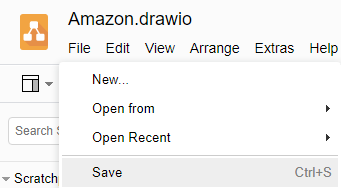 Amazon.drawio
File Edit View Arrange Extras Help
New...
Open from
Search
Open Recent
Save Ctrl+S
Scratch